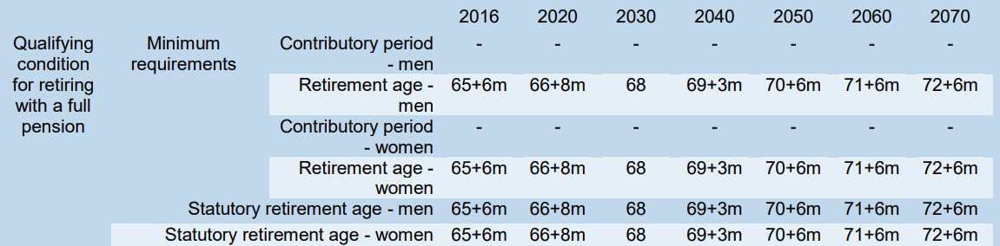 2016 2020 2030 2040 2050 2060 2070
Qualifying condition for retiring with a full pension
Minimum requirements
Contributory period - men - - - - - - -
Retirement age - men 65+6m 66+8m 68 69+3m 70+6m 71+6m 72+6m
Contributory period - women - - - - - - -
Retirement age - women 65+6m 66+8m 68 69+3m 70+6m 71+6m 72+6m
Statutory retirement age - men 65+6m 66+8m 68 69+3m 70+6m 71+6m 72+6m
Statutory retirement age - women 65+6m 66+8m 68 69+3m 70+6m 71+6m 72+6m